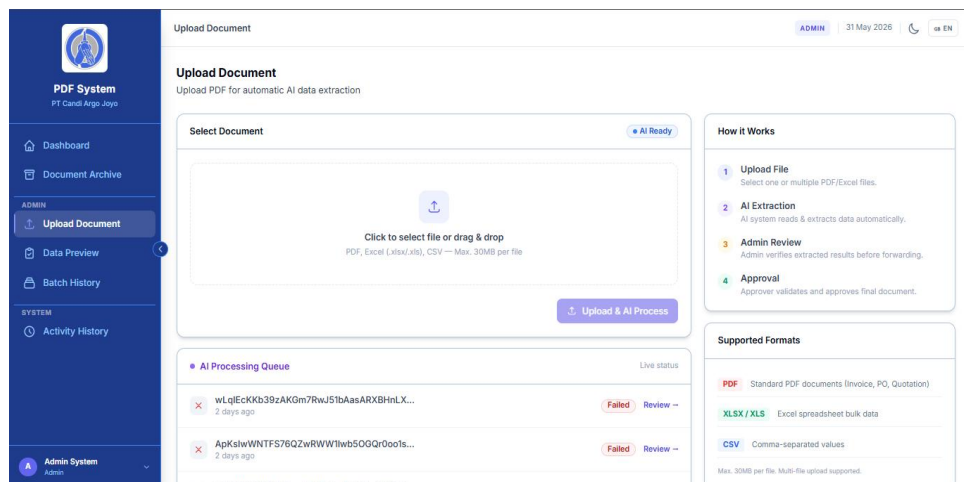 PDF System
PT Candi Argo Joyo
Dashboard
Document Archive
ADMIN
Upload Document
Data Preview
Batch History
SYSTEM
Activity History
A
Admin System
Admin
Upload Document
ADMIN
31 May 2026
GB EN
Upload Document
Upload PDF for automatic AI data extraction
Select Document
AI Ready
Click to select file or drag & drop
PDF, Excel (.xlsx/.xls), CSV — Max. 30MB per file
Upload & AI Process
AI Processing Queue
Live status
wLqlEcKKb39zAKGm7RwJ51bAasARXBHnLX...
2 days ago
Failed
Review →
ApKslwWNTFS76QZwRWW1lwb5OGQr0oo1s...
2 days ago
Failed
Review →
How it Works
1
Upload File
Select one or multiple PDF/Excel files.
2
AI Extraction
AI system reads & extracts data automatically.
3
Admin Review
Admin verifies extracted results before forwarding.
4
Approval
Approver validates and approves final document.
Supported Formats
PDF Standard PDF documents (Invoice, PO, Quotation)
XLSX / XLS Excel spreadsheet bulk data
CSV Comma-separated values
Max. 30MB per file. Multi-file upload supported.